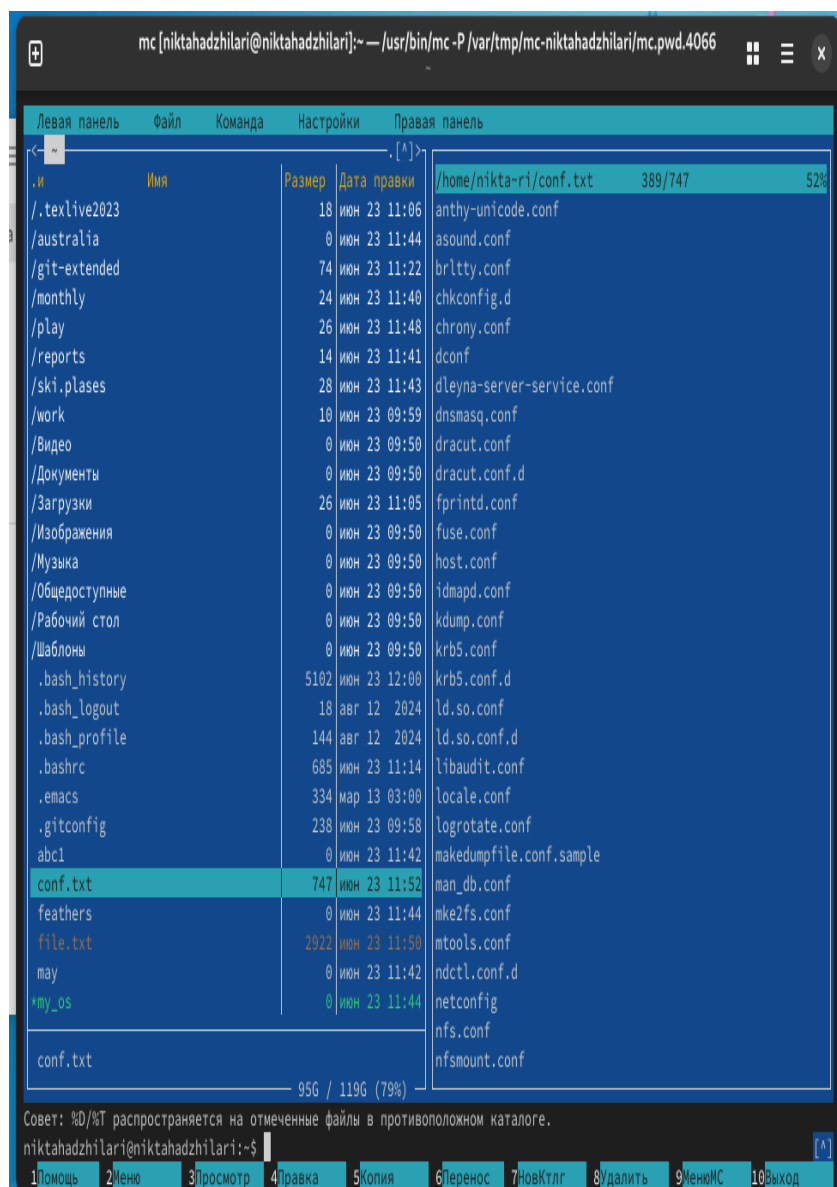 mc [niktahadzhilari@niktahadzhilari]:~ — /usr/bin/mc -P /var/tmp/mc-niktahadzhilari/mc.pwd.4066
~
Левая панель Файл Команда Настройки Правая панель
<─ ~ .[^]>
.и Имя Размер Дата правки
/.texlive2023 18 июн 23 11:06
/australia 0 июн 23 11:44
/git-extended 74 июн 23 11:22
/monthly 24 июн 23 11:40
/play 26 июн 23 11:48
/reports 14 июн 23 11:41
/ski.plases 28 июн 23 11:43
/work 10 июн 23 09:59
/Видео 0 июн 23 09:50
/Документы 0 июн 23 09:50
/Загрузки 26 июн 23 11:05
/Изображения 0 июн 23 09:50
/Музыка 0 июн 23 09:50
/Общедоступные 0 июн 23 09:50
/Рабочий стол 0 июн 23 09:50
/Шаблоны 0 июн 23 09:50
.bash_history 5102 июн 23 12:00
.bash_logout 18 авг 12 2024
.bash_profile 144 авг 12 2024
.bashrc 685 июн 23 11:14
.emacs 334 мар 13 03:00
.gitconfig 238 июн 23 09:58
abc1 0 июн 23 11:42
conf.txt 747 июн 23 11:52
feathers 0 июн 23 11:44
file.txt 2922 июн 23 11:50
may 0 июн 23 11:42
*my_os 0 июн 23 11:44
conf.txt
95G / 119G (79%)
/home/nikta~ri/conf.txt 389/747 52%
anthy-unicode.conf
asound.conf
brltty.conf
chkconfig.d
chrony.conf
dconf
dleyna-server-service.conf
dnsmasq.conf
dracut.conf
dracut.conf.d
fprintd.conf
fuse.conf
host.conf
idmapd.conf
kdump.conf
krb5.conf
krb5.conf.d
ld.so.conf
ld.so.conf.d
libaudit.conf
locale.conf
logrotate.conf
makedumpfile.conf.sample
man_db.conf
mke2fs.conf
mtools.conf
ndctl.conf.d
netconfig
nfs.conf
nfsmount.conf
Совет: %D/%T распространяется на отмеченные файлы в противоположном каталоге.
niktahadzhilari@niktahadzhilari:~$ [^]
1Помощь 2Меню 3Просмотр 4Правка 5Копия 6Перенос 7НовКтлг 8Удалить 9МенюМС 10Выход